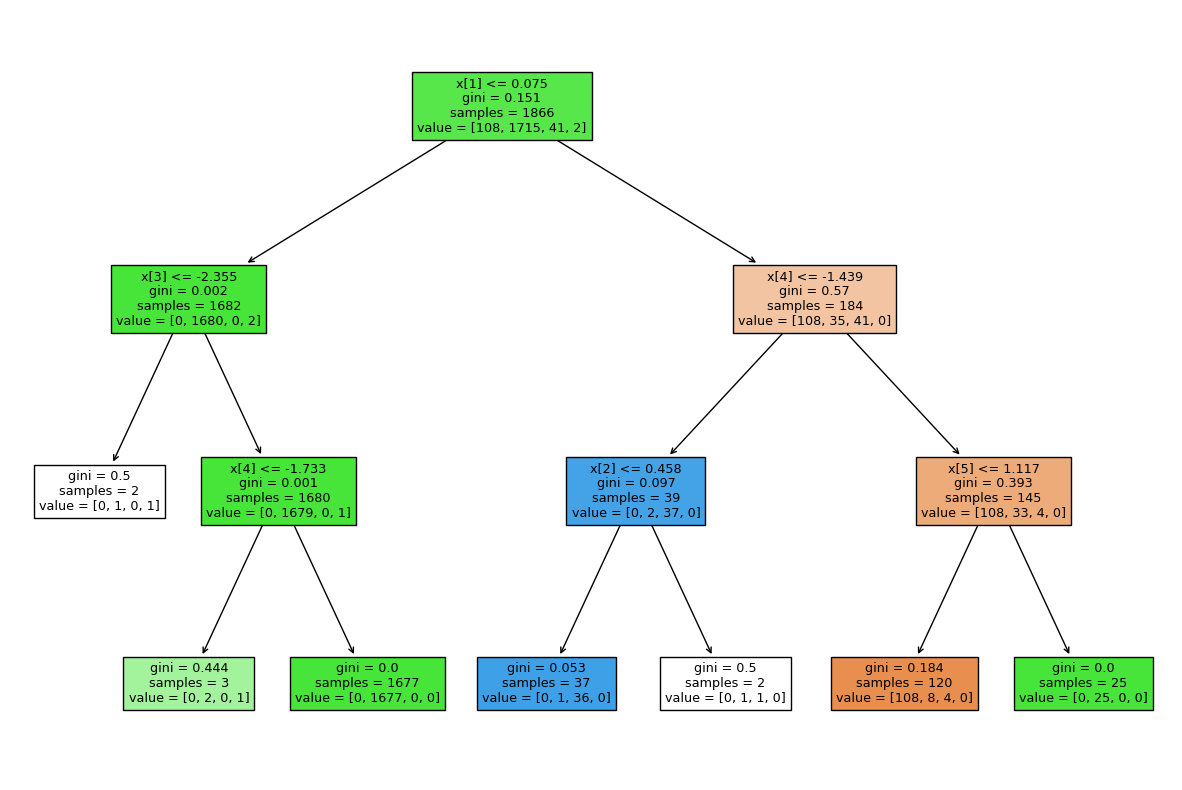 x[1] <= 0.075
gini = 0.151
samples = 1866
value = [108, 1715, 41, 2]
x[3] <= -2.355
gini = 0.002
samples = 1682
value = [0, 1680, 0, 2]
x[4] <= -1.439
gini = 0.57
samples = 184
value = [108, 35, 41, 0]
gini = 0.5
samples = 2
value = [0, 1, 0, 1]
x[4] <= -1.733
gini = 0.001
samples = 1680
value = [0, 1679, 0, 1]
x[2] <= 0.458
gini = 0.097
samples = 39
value = [0, 2, 37, 0]
x[5] <= 1.117
gini = 0.393
samples = 145
value = [108, 33, 4, 0]
gini = 0.444
samples = 3
value = [0, 2, 0, 1]
gini = 0.0
samples = 1677
value = [0, 1677, 0, 0]
gini = 0.053
samples = 37
value = [0, 1, 36, 0]
gini = 0.5
samples = 2
value = [0, 1, 1, 0]
gini = 0.184
samples = 120
value = [108, 8, 4, 0]
gini = 0.0
samples = 25
value = [0, 25, 0, 0]